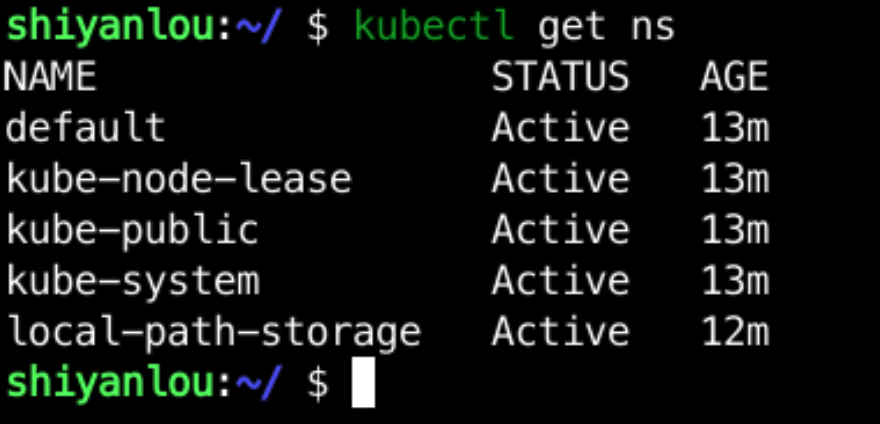 shiyanlou:~/ $ kubectl get ns
NAME                 STATUS   AGE
default              Active   13m
kube-node-lease      Active   13m
kube-public          Active   13m
kube-system          Active   13m
local-path-storage   Active   12m
shiyanlou:~/ $